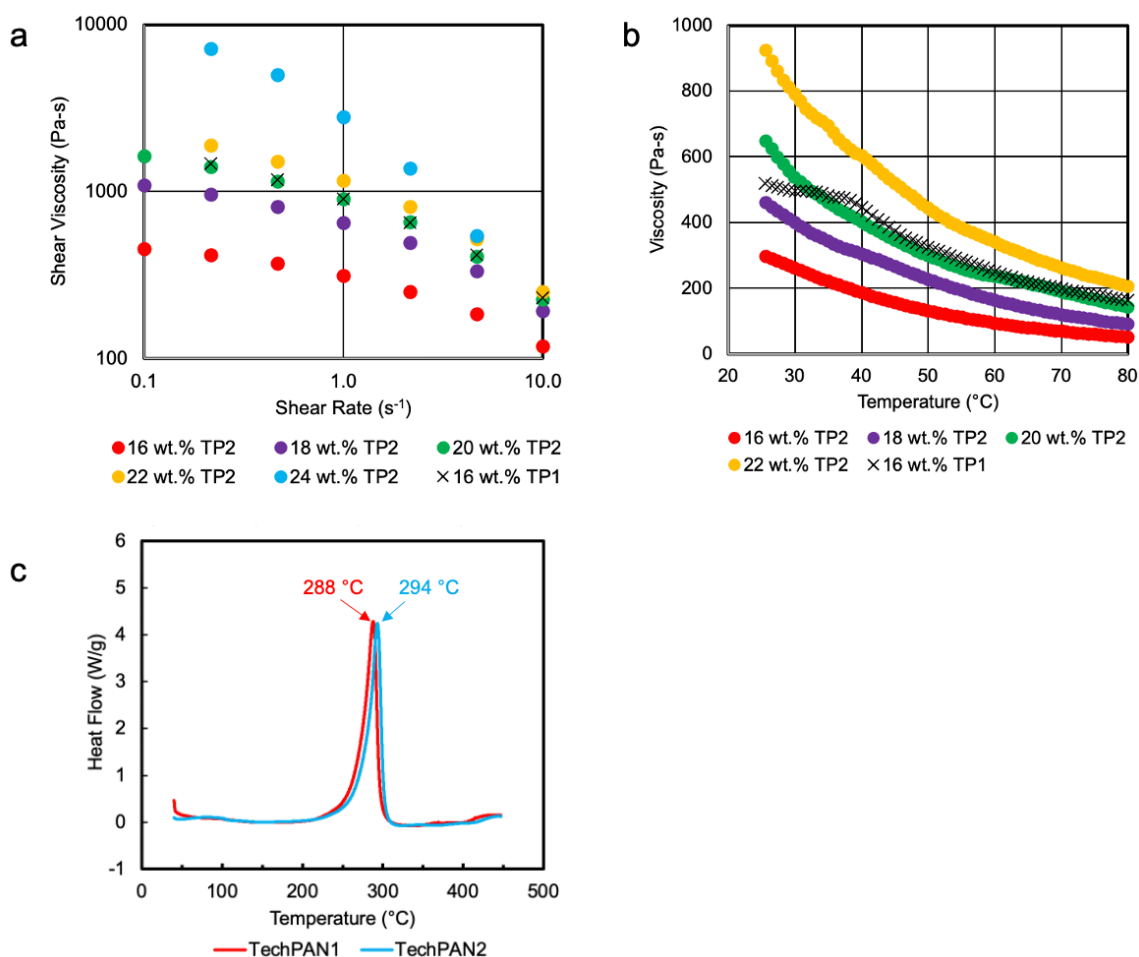 a
10000
1000
100
Shear Viscosity (Pa-s)
0.1 1.0 10.0
Shear Rate (s⁻¹)
16 wt.% TP2 18 wt.% TP2 20 wt.% TP2
22 wt.% TP2 24 wt.% TP2 16 wt.% TP1
b
1000
800
600
400
200
0
Viscosity (Pa-s)
20 30 40 50 60 70 80
Temperature (°C)
16 wt.% TP2 18 wt.% TP2 20 wt.% TP2
22 wt.% TP2 16 wt.% TP1
c
6
5
4
3
2
1
0
-1
Heat Flow (W/g)
288 °C 294 °C
0 100 200 300 400 500
Temperature (°C)
TechPAN1 TechPAN2